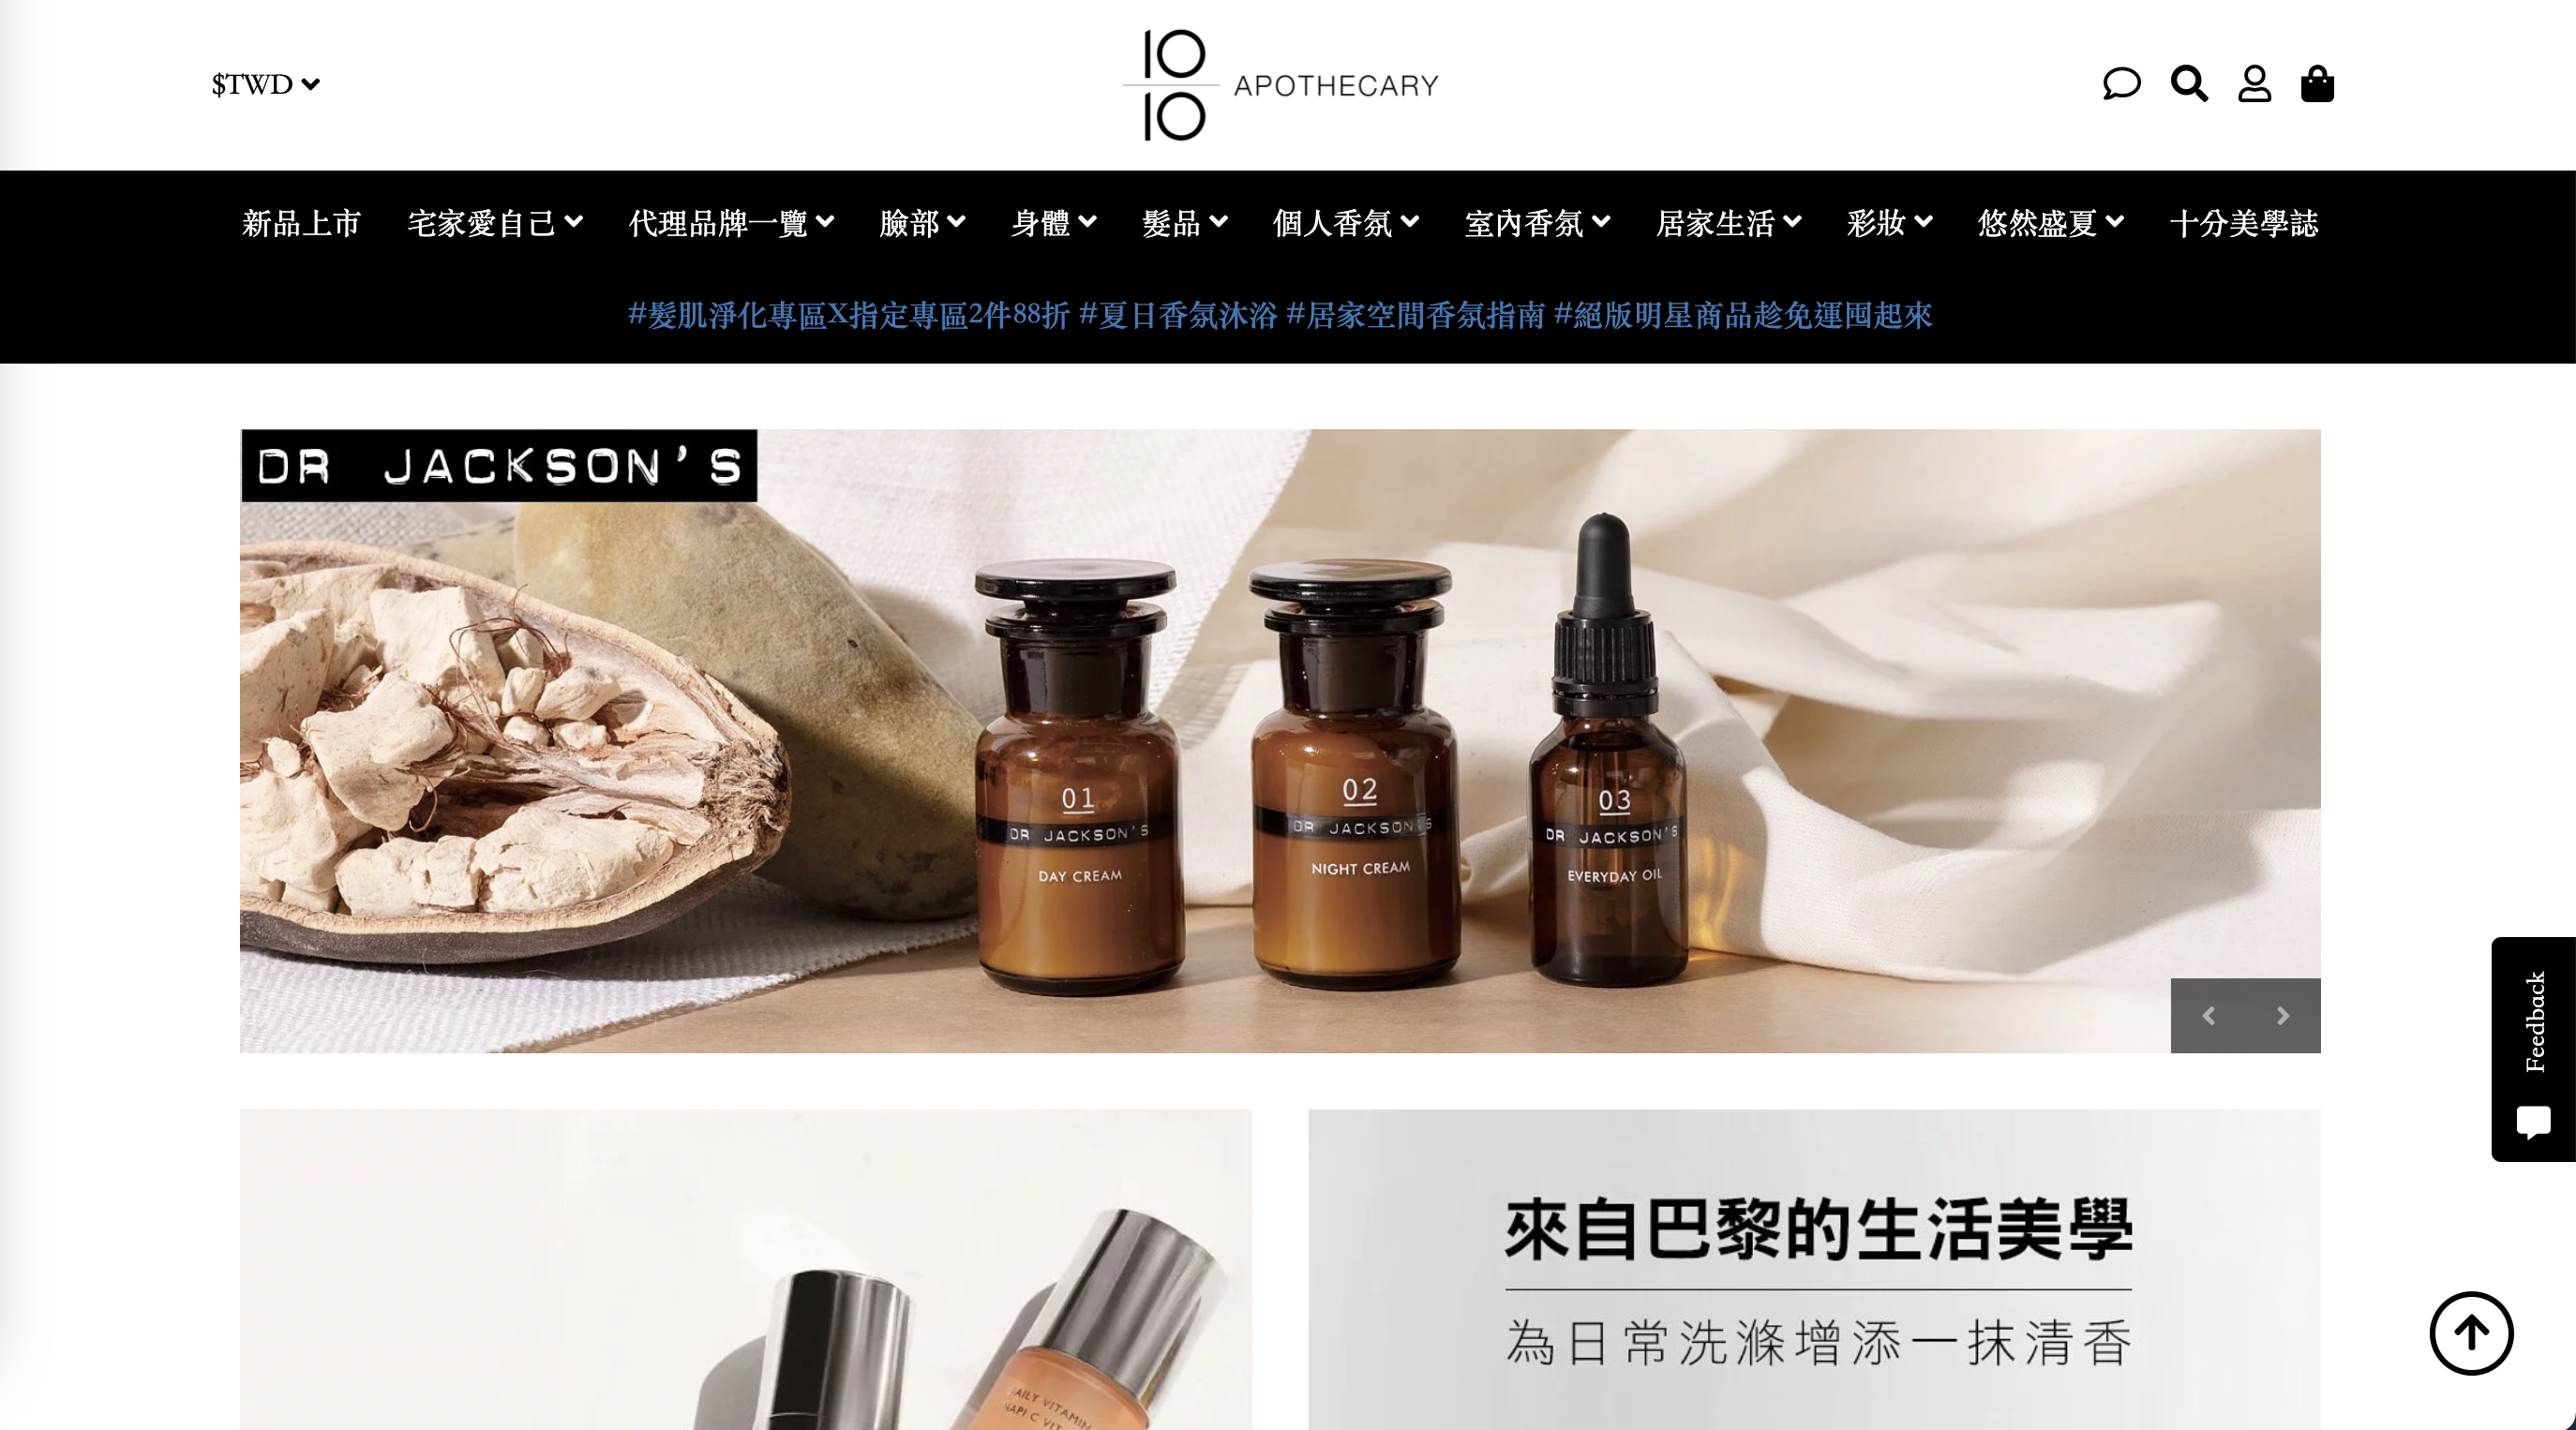 $TWD
10
10
APOTHECARY
新品上市 宅家愛自己 代理品牌一覽 臉部 身體 髮品 個人香氛 室內香氛 居家生活 彩妝 悠然盛夏 十分美學誌
#髮肌淨化專區X指定專區2件88折 #夏日香氛沐浴 #居家空間香氛指南 #絕版明星商品趁免運囤起來
DR JACKSON'S
01
DR JACKSON'S
DAY CREAM
02
DR JACKSON'S
NIGHT CREAM
03
DR JACKSON'S
EVERYDAY OIL
Feedback
來自巴黎的生活美學
為日常洗滌增添一抹清香
VITAMIN